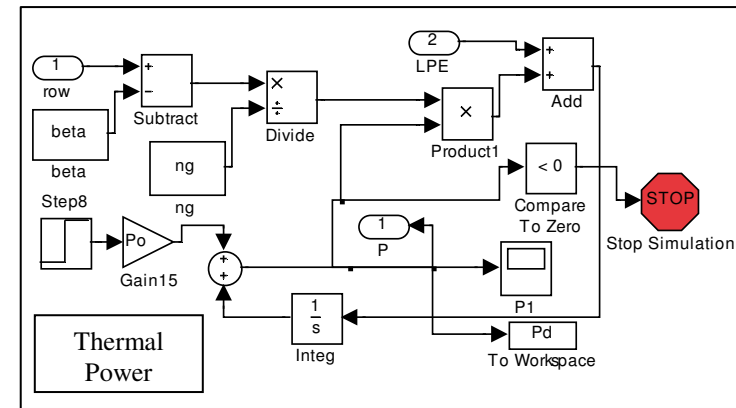 1
row
+
−
Subtract
beta
beta
×
÷
Divide
ng
ng
2
LPE
+
+
Add
×
Product1
< 0
Compare
To Zero
STOP
Stop Simulation
Step8
Po
Gain15
+
+
1
P
P1
1
s
Integ
Pd
To Workspace
Thermal
Power